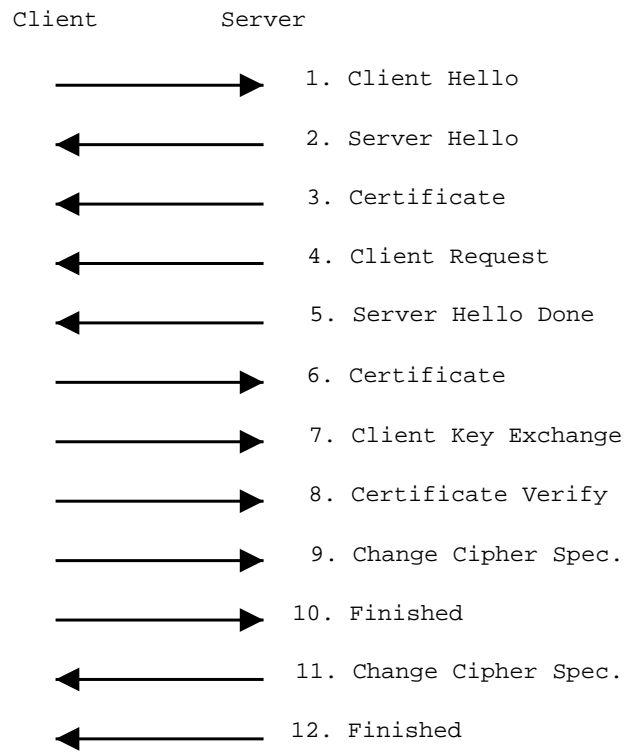 Client Server
1. Client Hello
2. Server Hello
3. Certificate
4. Client Request
5. Server Hello Done
6. Certificate
7. Client Key Exchange
8. Certificate Verify
9. Change Cipher Spec.
10. Finished
11. Change Cipher Spec.
12. Finished